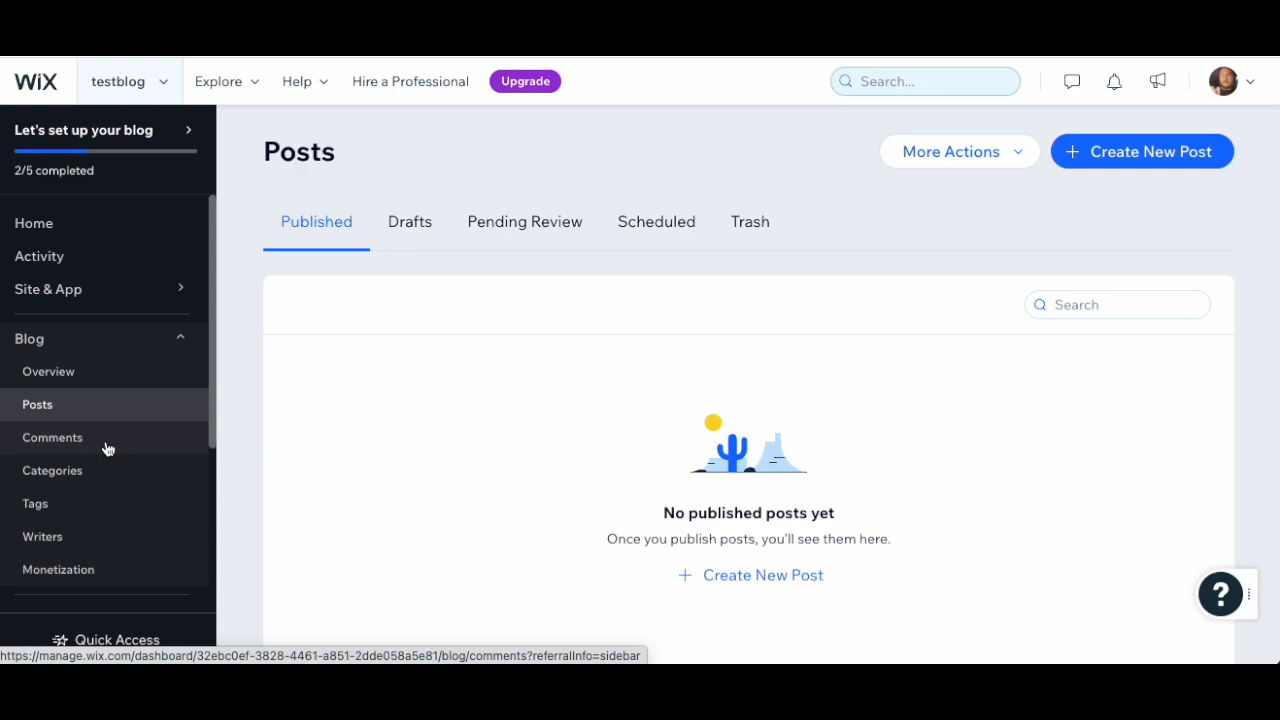 WiX testblog Explore Help Hire a Professional Upgrade Search...
Let's set up your blog
2/5 completed
Home
Activity
Site & App
Blog
Overview
Posts
Comments
Categories
Tags
Writers
Monetization
Quick Access
Posts
More Actions
+ Create New Post
Published Drafts Pending Review Scheduled Trash
Search
No published posts yet
Once you publish posts, you'll see them here.
+ Create New Post
?
https://manage.wix.com/dashboard/32ebc0ef-3828-4461-a851-2dde058a5e81/blog/comments?referralInfo=sidebar